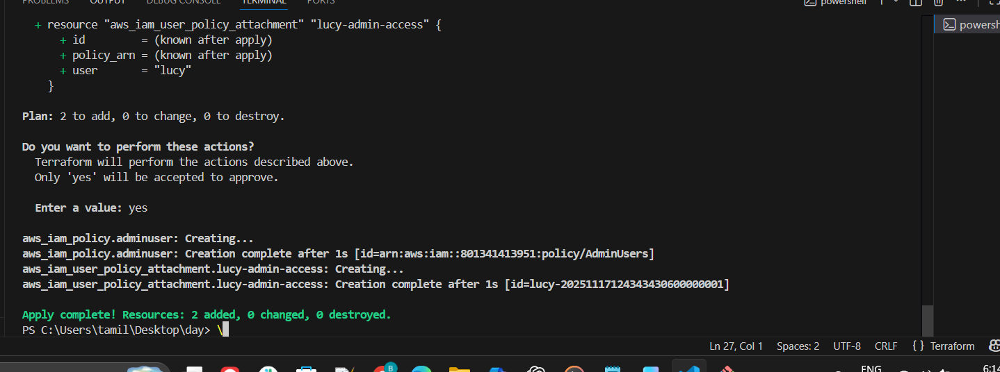 PROBLEMS OUTPUT DEBUG CONSOLE TERMINAL PORTS powershell
+ resource "aws_iam_user_policy_attachment" "lucy-admin-access" {
+ id = (known after apply)
+ policy_arn = (known after apply)
+ user = "lucy"
}
Plan: 2 to add, 0 to change, 0 to destroy.
Do you want to perform these actions?
Terraform will perform the actions described above.
Only 'yes' will be accepted to approve.
Enter a value: yes
aws_iam_policy.adminuser: Creating...
aws_iam_policy.adminuser: Creation complete after 1s [id=arn:aws:iam::801341413951:policy/AdminUsers]
aws_iam_user_policy_attachment.lucy-admin-access: Creating...
aws_iam_user_policy_attachment.lucy-admin-access: Creation complete after 1s [id=lucy-20251117124343430600000001]
Apply complete! Resources: 2 added, 0 changed, 0 destroyed.
PS C:\Users\tamil\Desktop\day> \
powersh
Ln 27, Col 1 Spaces: 2 UTF-8 CRLF {} Terraform
B
ENG 6:14